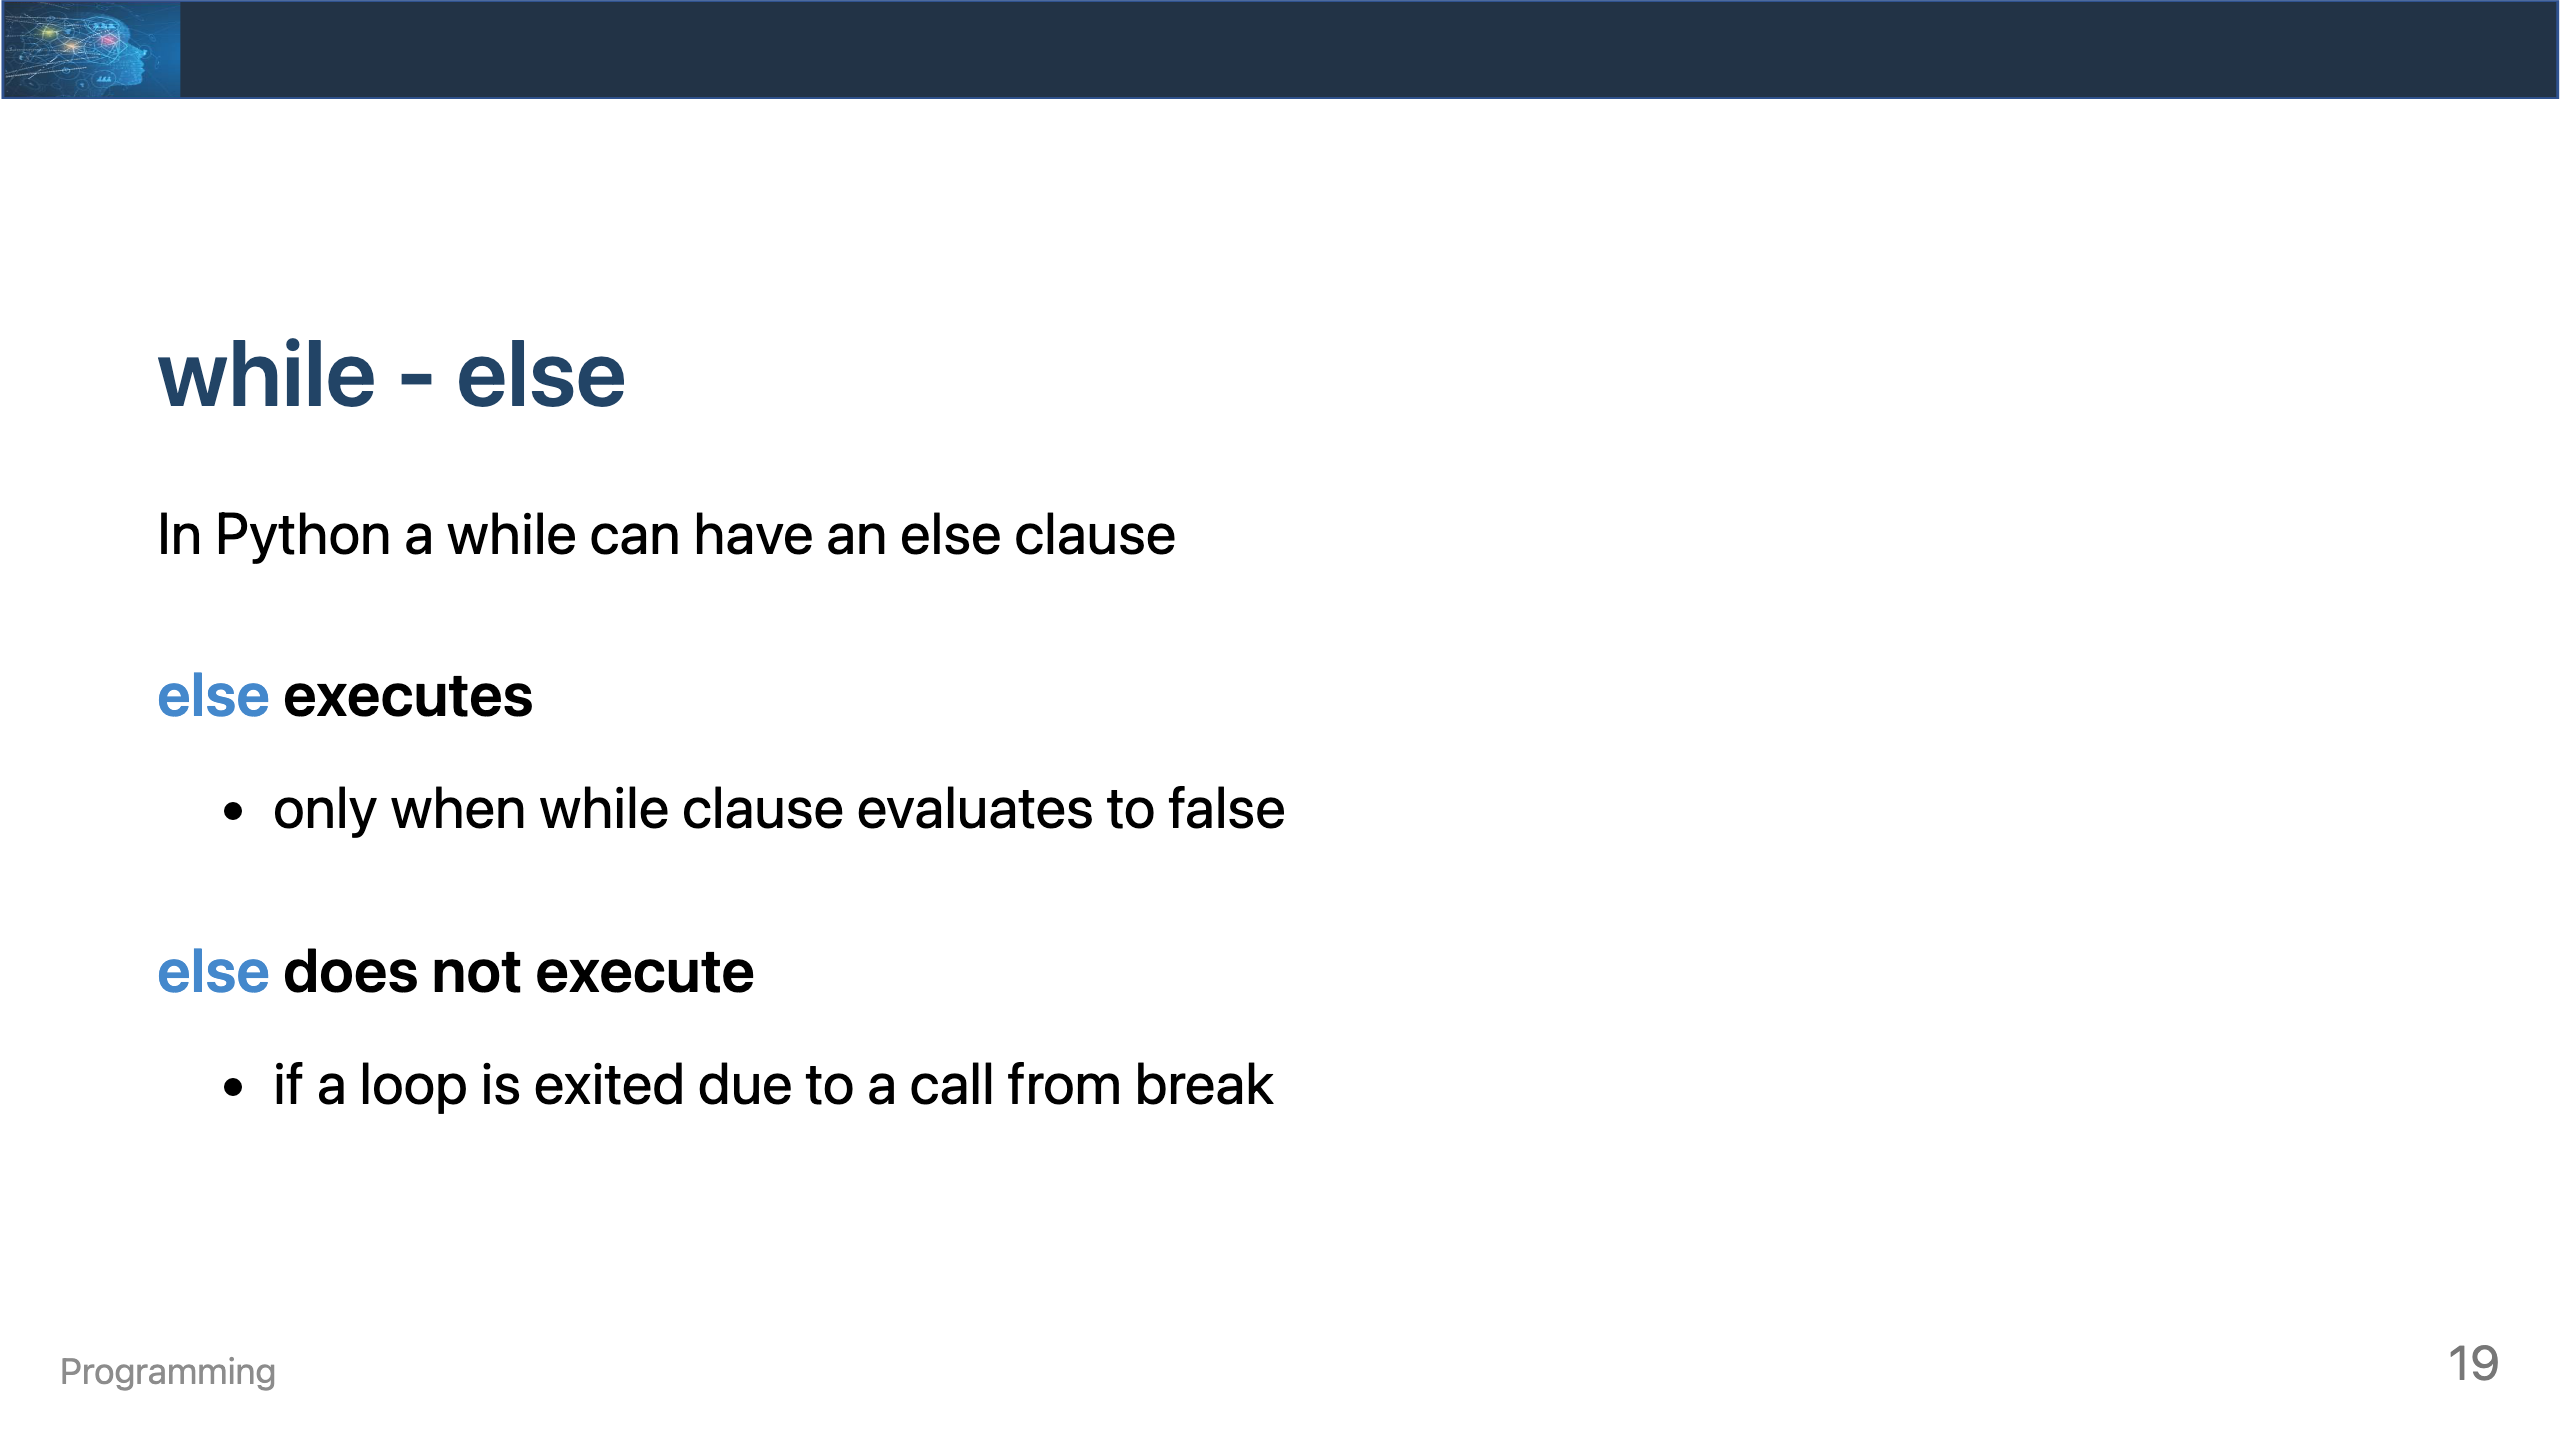 while - else
In Python a while can have an else clause
else executes
• only when while clause evaluates to false
else does not execute
• if a loop is exited due to a call from break
Programming
19